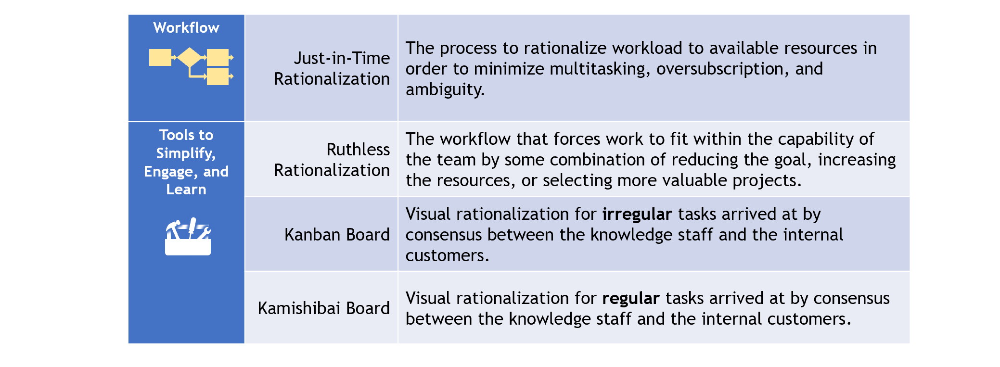 Workflow
Just-in-Time
Rationalization
The process to rationalize workload to available resources in
order to minimize multitasking, oversubscription, and
ambiguity.
Tools to
Simplify,
Engage, and
Learn
Ruthless
Rationalization
The workflow that forces work to fit within the capability of
the team by some combination of reducing the goal, increasing
the resources, or selecting more valuable projects.
Kanban Board
Visual rationalization for irregular tasks arrived at by
consensus between the knowledge staff and the internal
customers.
Kamishibai Board
Visual rationalization for regular tasks arrived at by consensus
between the knowledge staff and the internal customers.